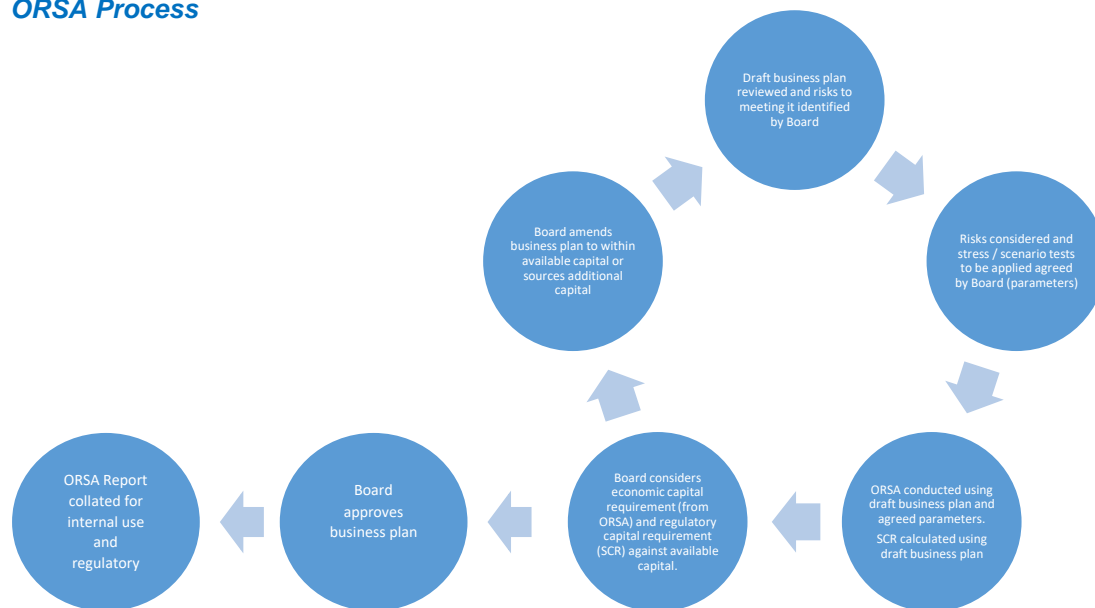 ORSA Process
Draft business plan
reviewed and risks to
meeting it identified
by Board
Risks considered and
stress / scenario tests
to be applied agreed
by Board (parameters)
ORSA conducted using
draft business plan and
agreed parameters.
SCR calculated using
draft business plan
Board considers
economic capital
requirement (from
ORSA) and regulatory
capital requirement
(SCR) against available
capital.
Board amends
business plan to within
available capital or
sources additional
capital
Board
approves
business plan
ORSA Report
collated for
internal use
and
regulatory